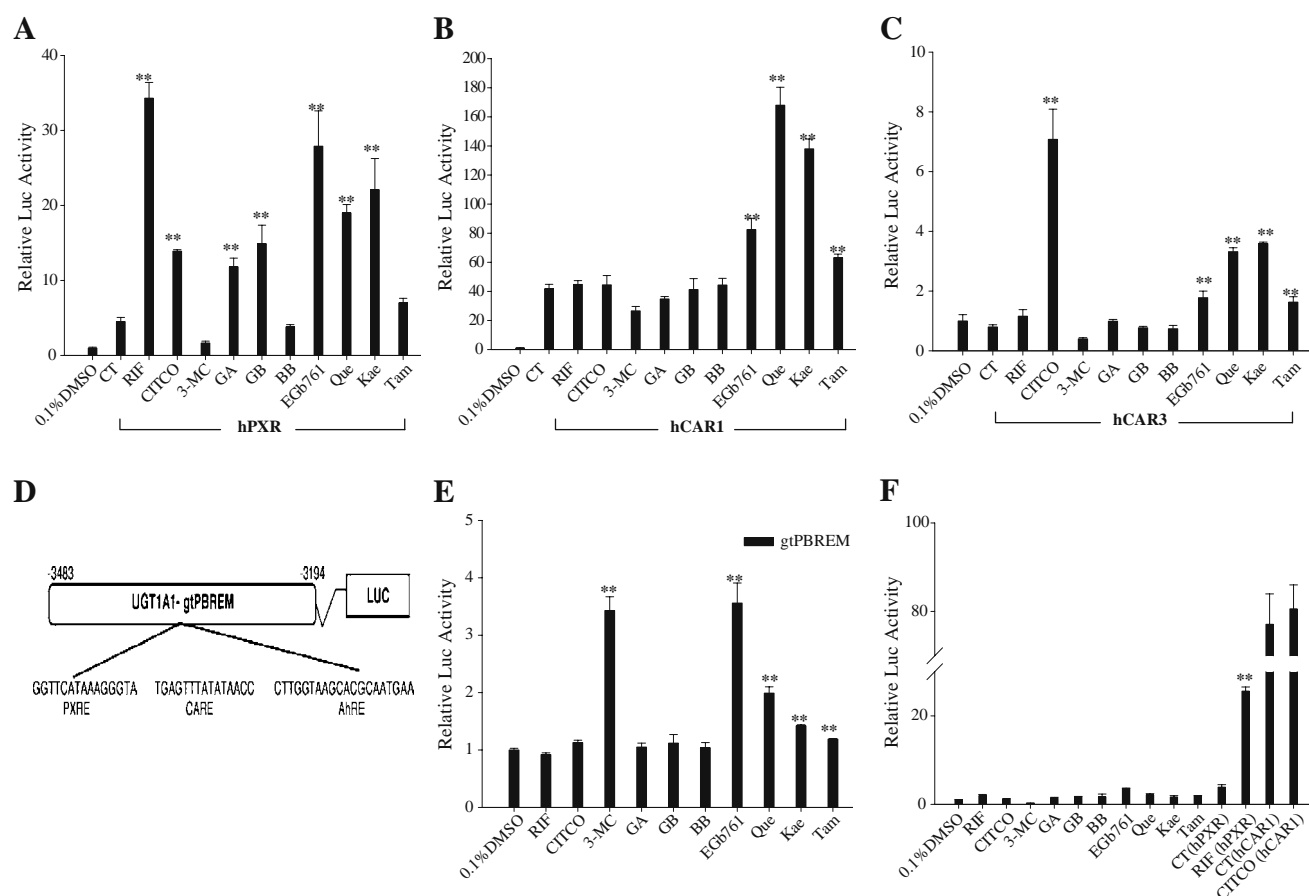 A
Relative Luc Activity
40
30
20
10
0
**
**
**
**
**
**
**
0.1%DMSO
CT
RIF
CITCO
3-MC
GA
GB
BB
EGb761
Que
Kae
Tam
hPXR
B
Relative Luc Activity
200
180
160
140
120
100
80
60
40
20
0
**
**
**
**
0.1%DMSO
CT
RIF
CITCO
3-MC
GA
GB
BB
EGb761
Que
Kae
Tam
hCAR1
C
Relative Luc Activity
10
8
6
4
2
0
**
**
**
**
**
0.1%DMSO
CT
RIF
CITCO
3-MC
GA
GB
BB
EGb761
Que
Kae
Tam
hCAR3
D
-3483
-3194
UGT1A1- gtPBREM
LUC
GGTTCATAAAGGGTA
TGAGTTTATATAACC
CTTGGTAAGCACGCAATGAA
PXRE
CARE
AhRE
E
Relative Luc Activity
5
4
3
2
1
0
gtPBREM
**
**
**
**
**
0.1%DMSO
RIF
CITCO
3-MC
GA
GB
BB
EGb761
Que
Kae
Tam
F
Relative Luc Activity
100
80
20
0
**
0.1%DMSO
RIF
CITCO
3-MC
GA
GB
BB
EGb761
Que
Kae
Tam
CT(hPXR)
RIF (hPXR)
CT(hCAR1)
CITCO (hCAR1)